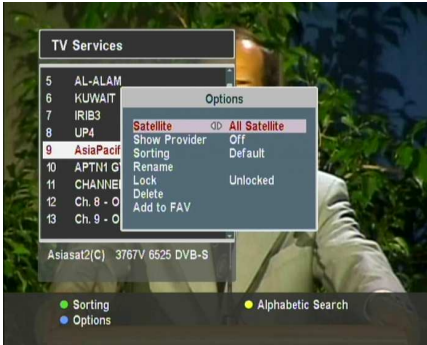 TV Services
5 AL-ALAM
6 KUWAIT
7 IRIB3
8 UP4
9 AsiaPacif
10 APTN1 G
11 CHANNE
12 Ch. 8 - O
13 Ch. 9 - O
Options
Satellite All Satellite
Show Provider Off
Sorting Default
Rename
Lock Unlocked
Delete
Add to FAV
Asiasat2(C) 3767V 6525 DVB-S
Sorting
Alphabetic Search
Options